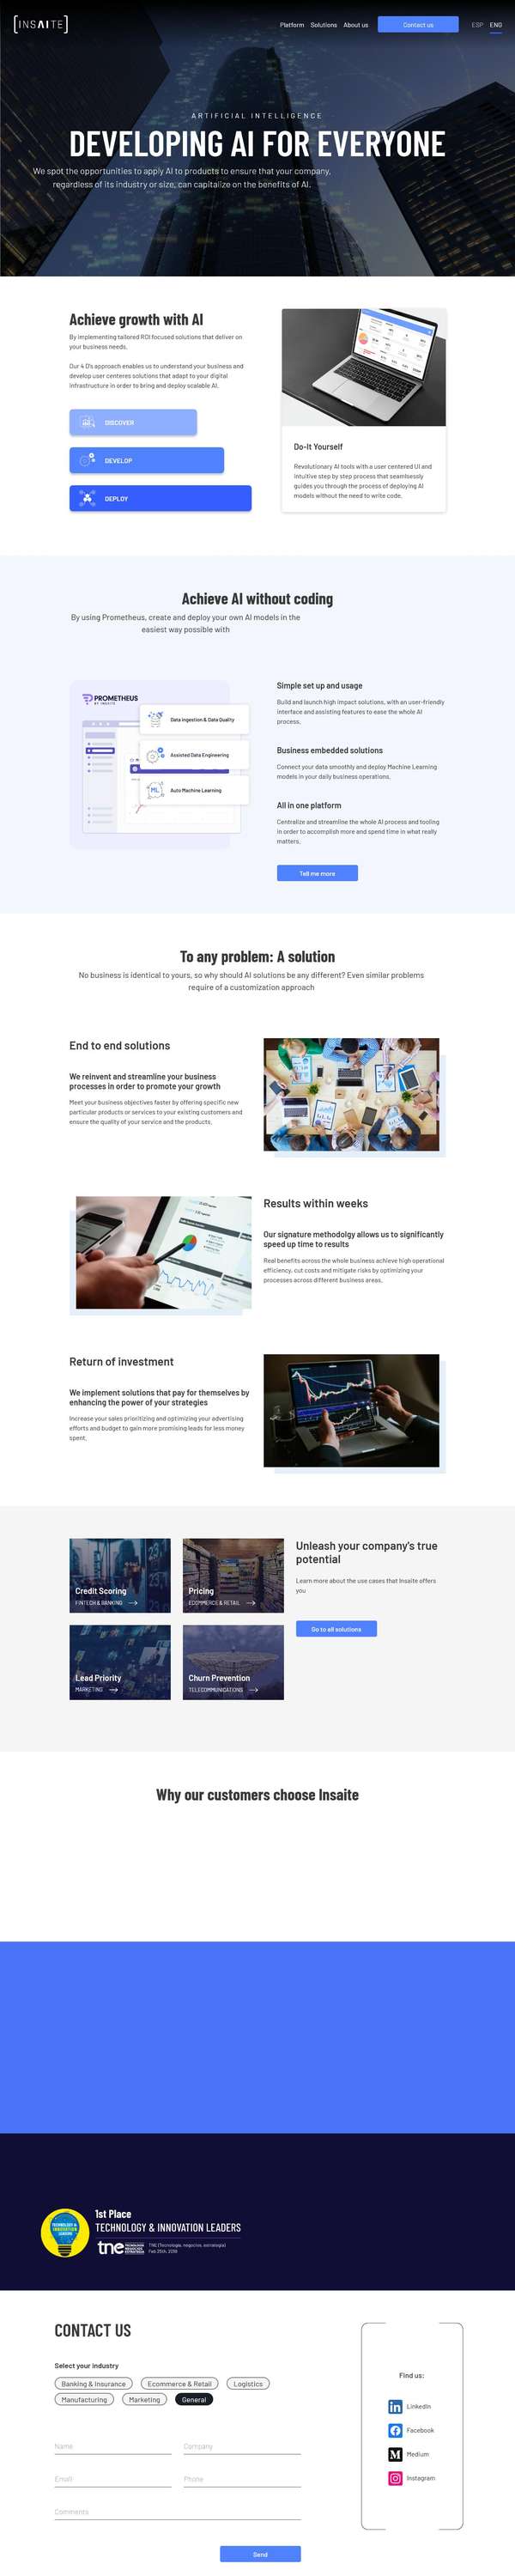 [INSAITE]
Platform Solutions About us Contact us ESP ENG
ARTIFICIAL INTELLIGENCE
DEVELOPING AI FOR EVERYONE
We spot the opportunities to apply AI to products to ensure that your company,
regardless of its industry or size, can capitalize on the benefits of AI.
Achieve growth with AI
By implementing tailored ROI focused solutions that deliver on
your business needs.
Our 4 D's approach enables us to understand your business and
develop user centerns solutions that adapt to your digital
infrastructure in order to bring and deploy scalable AI.
DISCOVER
DEVELOP
DEPLOY
Do-It Yourself
Revolutionary AI tools with a user centered UI and
intuitive step by step process that seamlsessly
guides you through the process of deploying AI
models without the need to write code.
Achieve AI without coding
By using Prometheus, create and deploy your own AI models in the
easiest way possible with
PROMETHEUS
BY INSAITE
Data Ingestion & Data Quality
Assisted Data Engineering
ML
Auto Machine Learning
Simple set up and usage
Build and launch high impact solutions, with an user-friendly
interface and assisting features to ease the whole AI
process.
Business embedded solutions
Connect your data smoothly and deploy Machine Learning
models in your daily business operations.
All in one platform
Centralize and streamline the whole AI process and tooling
in order to accomplish more and spend time in what really
matters.
Tell me more
To any problem: A solution
No business is identical to yours, so why should AI solutions be any different? Even similar problems
require of a customization approach
End to end solutions
We reinvent and streamline your business
processes in order to promote your growth
Meet your business objectives faster by offering specific new
particular products or services to your existing customers and
ensure the quality of your service and the products.
Results within weeks
Our signature methodolgy allows us to significantly
speed up time to results
Real benefits across the whole business achieve high operational
efficiency, cut costs and mitigate risks by optimizing your
processes across different business areas.
Return of investment
We implement solutions that pay for themselves by
enhancing the power of your strategies
Increase your sales prioritizing and optimizing your advertising
efforts and budget to gain more promising leads for less money
spent.
Credit Scoring
FINTECH & BANKING
Pricing
ECOMMERCE & RETAIL
Lead Priority
MARKETING
Churn Prevention
TELECOMMUNICATIONS
Unleash your company's true
potential
Learn more about the use cases that Insaite offers
you
Go to all solutions
Why our customers choose Insaite
1st Place
TECHNOLOGY & INNOVATION LEADERS
tne
TNE (Tecnología, negocios, estrategia)
CONTACT US
Select your industry
Banking & Insurance Ecommerce & Retail Logistics
Manufacturing Marketing General
Name Company
Email Phone
Comments
Send
Find us:
LinkedIn
Facebook
Medium
Instagram